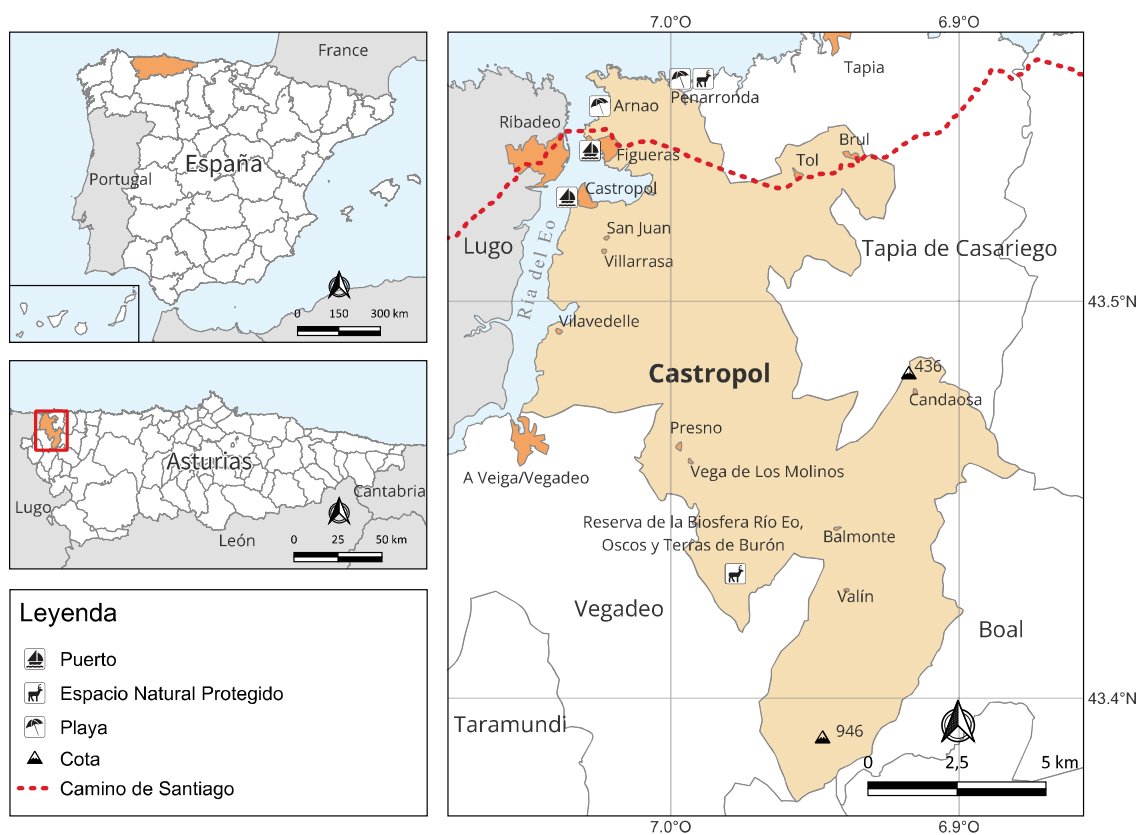 France
España
Portugal
0 150 300 km
Asturias
Cantabria
Lugo
León
0 25 50 km
Leyenda
Puerto
Espacio Natural Protegido
Playa
Cota
Camino de Santiago
7.0°O 6.9°O
Tapia
Penarronda
Arnao
Ribadeo
Brul
Figueras
Tol
Castropol
San Juan
Lugo
Tapia de Casariego
Villarrasa
Ría del Eo
43.5°N
Vilavedelle
436
Castropol
Candaosa
Presno
Vega de Los Molinos
A Veiga/Vegadeo
Reserva de la Biosfera Río Eo,
Oscos y Terras de Burón
Balmonte
Valín
Vegadeo
Boal
43.4°N
Taramundi
946
0 2,5 5 km
7.0°O 6.9°O